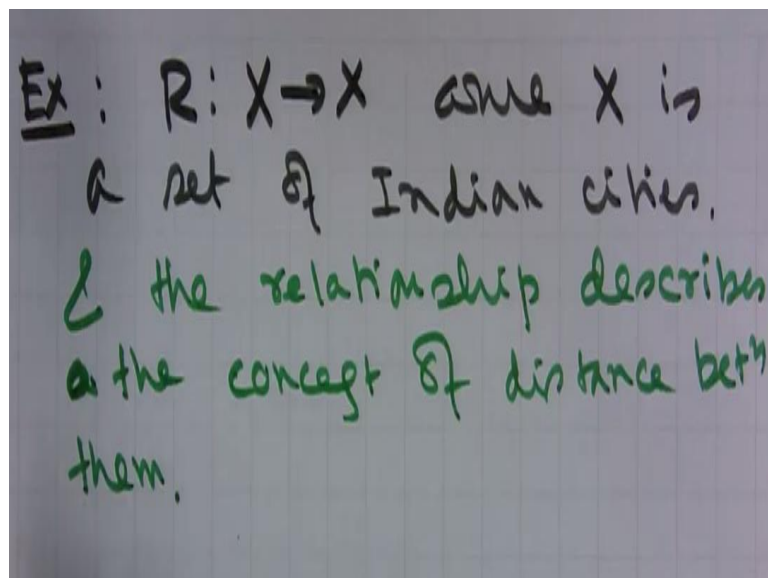 Ex: R: X→X where X is
a set of Indian cities.
& the relationship describes
the concept of distance betn
them.